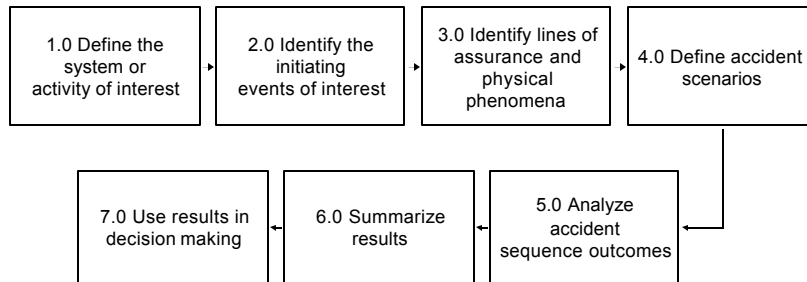 1.0 Define the
system or
activity of interest
2.0 Identify the
initiating
events of interest
3.0 Identify lines of
assurance and
physical
phenomena
4.0 Define accident
scenarios
5.0 Analyze
accident
sequence outcomes
6.0 Summarize
results
7.0 Use results in
decision making